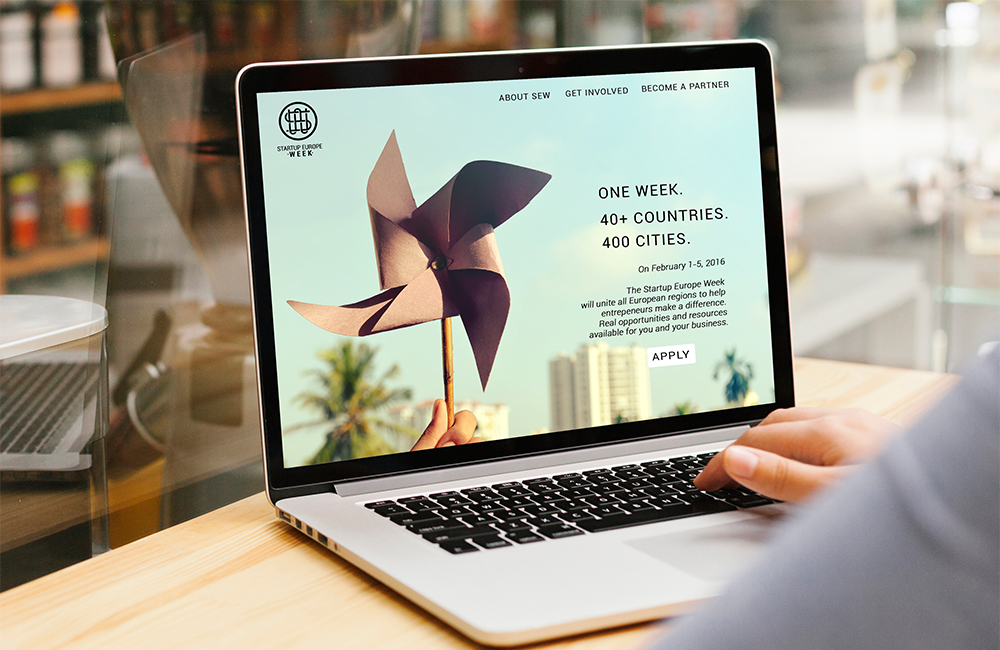 ABOUT SEW GET INVOLVED BECOME A PARTNER
STARTUP EUROPE
·WEEK·
ONE WEEK.
40+ COUNTRIES.
400 CITIES.
On February 1-5, 2016
The Startup Europe Week
will unite all European regions to help
entrepeneurs make a difference.
Real opportunities and resources
available for you and your business.
APPLY